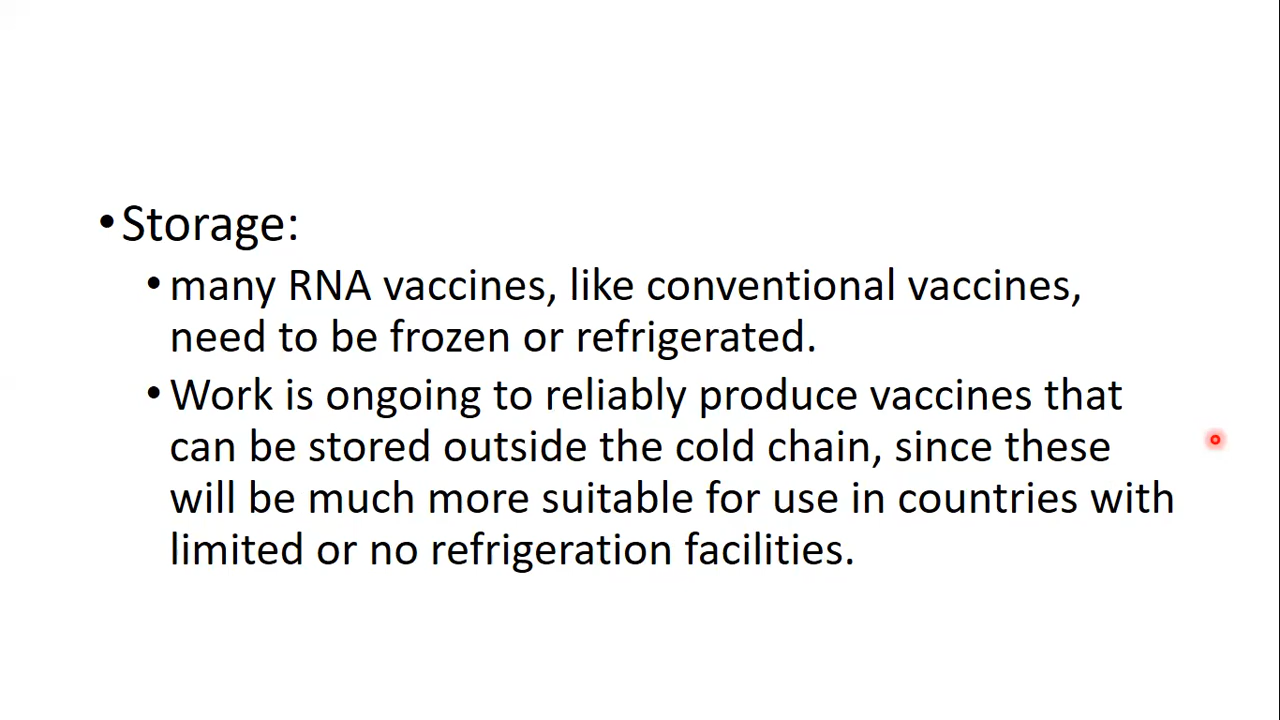 •Storage:
•many RNA vaccines, like conventional vaccines,
need to be frozen or refrigerated.
•Work is ongoing to reliably produce vaccines that
can be stored outside the cold chain, since these
will be much more suitable for use in countries with
limited or no refrigeration facilities.